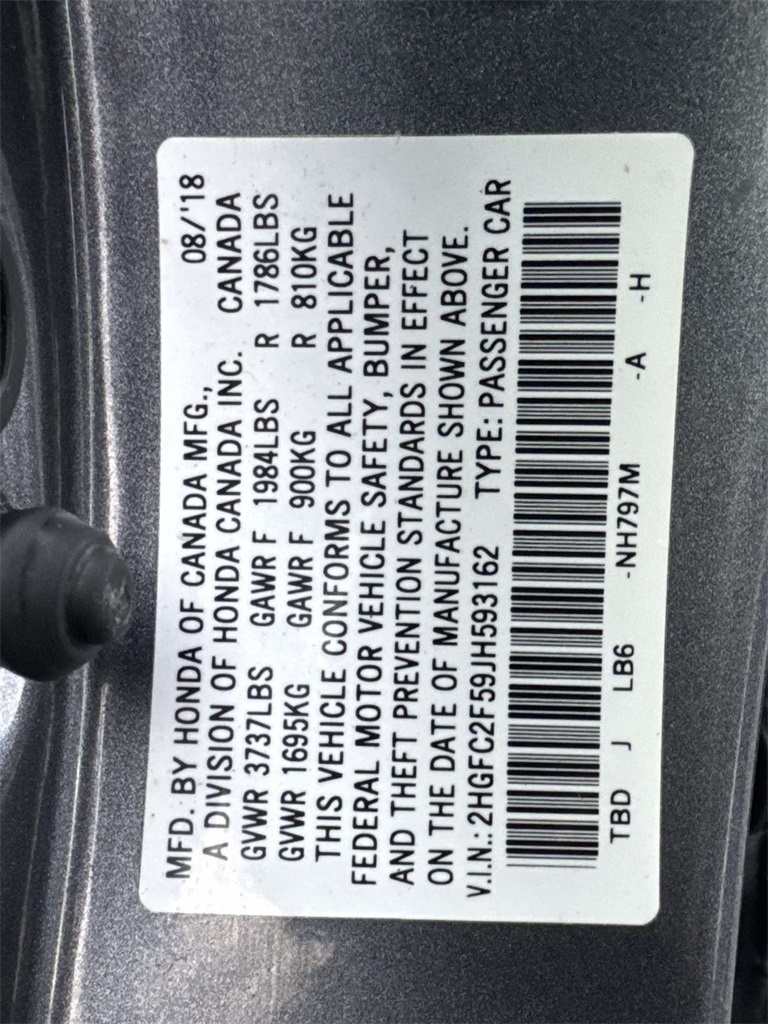 MFD. BY HONDA OF CANADA MFG., 08/'18
A DIVISION OF HONDA CANADA INC. CANADA
GVWR 3737LBS GAWR F 1984LBS R 1786LBS
GVWR 1695KG GAWR F 900KG R 810KG
THIS VEHICLE CONFORMS TO ALL APPLICABLE
FEDERAL MOTOR VEHICLE SAFETY, BUMPER,
AND THEFT PREVENTION STANDARDS IN EFFECT
ON THE DATE OF MANUFACTURE SHOWN ABOVE.
V.I.N.: 2HGFC2F59JH593162 TYPE: PASSENGER CAR
TBD J LB6 -NH797M -A -H